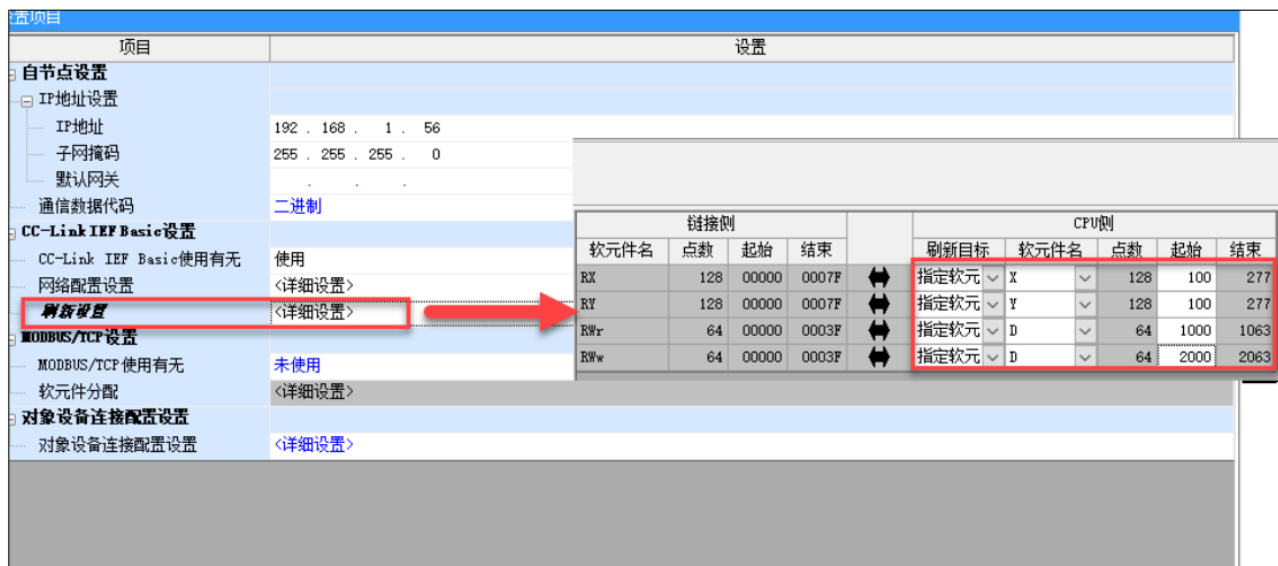 置项目
项目 设置
自节点设置
IP地址设置
IP地址 192 . 168 . 1 . 56
子网掩码 255 . 255 . 255 . 0
默认网关 . . .
通信数据代码 二进制
CC-Link IEF Basic设置
CC-Link IEF Basic使用有无 使用
网络配置设置 <详细设置>
刷新设置 <详细设置>
MODBUS/TCP设置
MODBUS/TCP使用有无 未使用
软元件分配 <详细设置>
对象设备连接配置设置
对象设备连接配置设置 <详细设置>
链接侧 CPU侧
软元件名 点数 起始 结束 刷新目标 软元件名 点数 起始 结束
RX 128 00000 0007F 指定软元 X 128 100 277
RY 128 00000 0007F 指定软元 Y 128 100 277
RWr 64 00000 0003F 指定软元 D 64 1000 1063
RWw 64 00000 0003F 指定软元 D 64 2000 2063